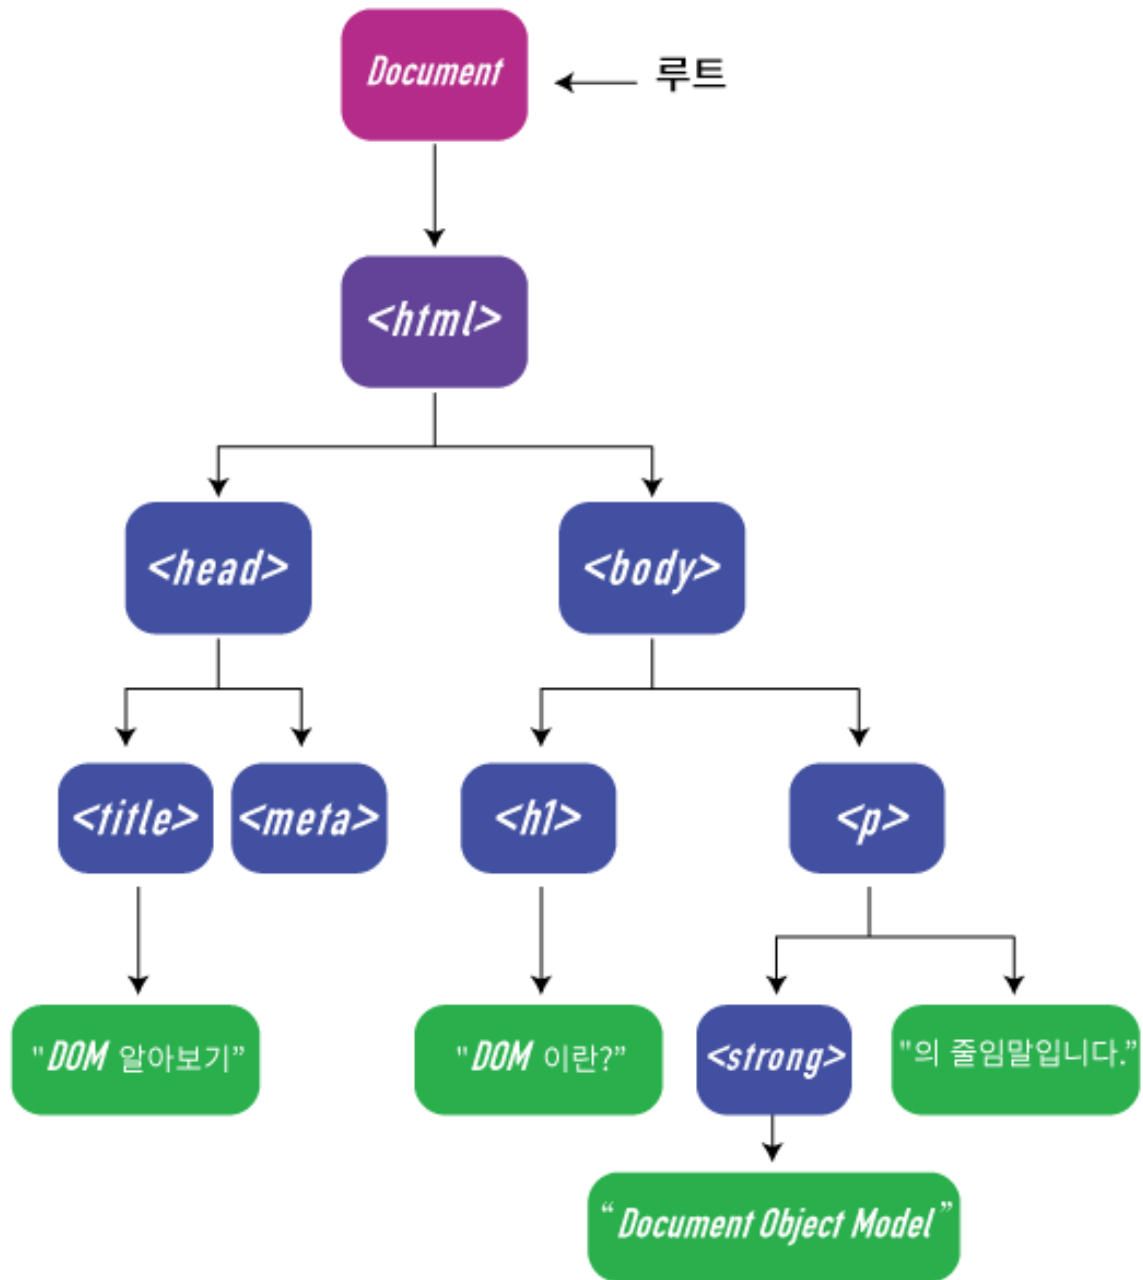 Document
루트
<html>
<head>
<body>
<title>
<meta>
<h1>
<p>
"DOM 알아보기”
"DOM 이란?”
<strong>
"의 줄임말입니다.”
“Document Object Model”